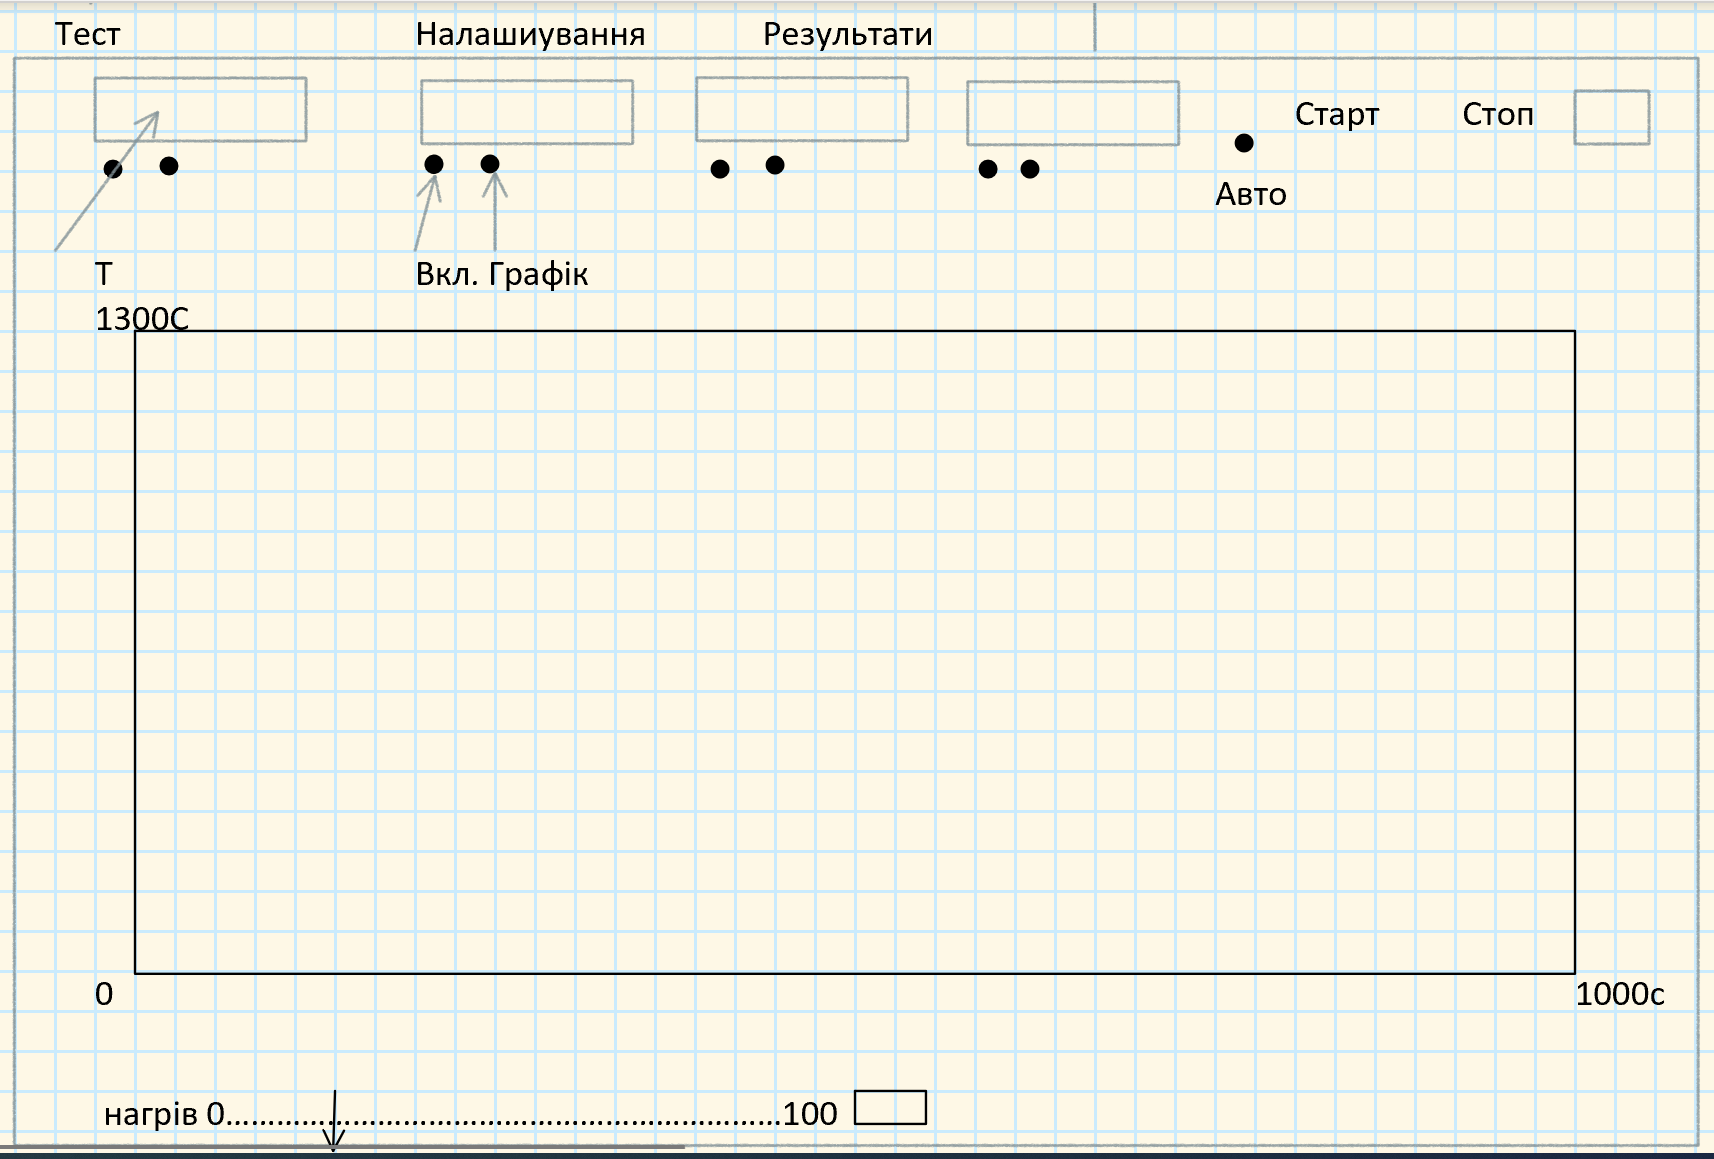 Тест Налашиування Результати
Старт Стоп
Авто
Т Вкл. Графік
1300С
0 1000с
нагрів 0..................................................................100